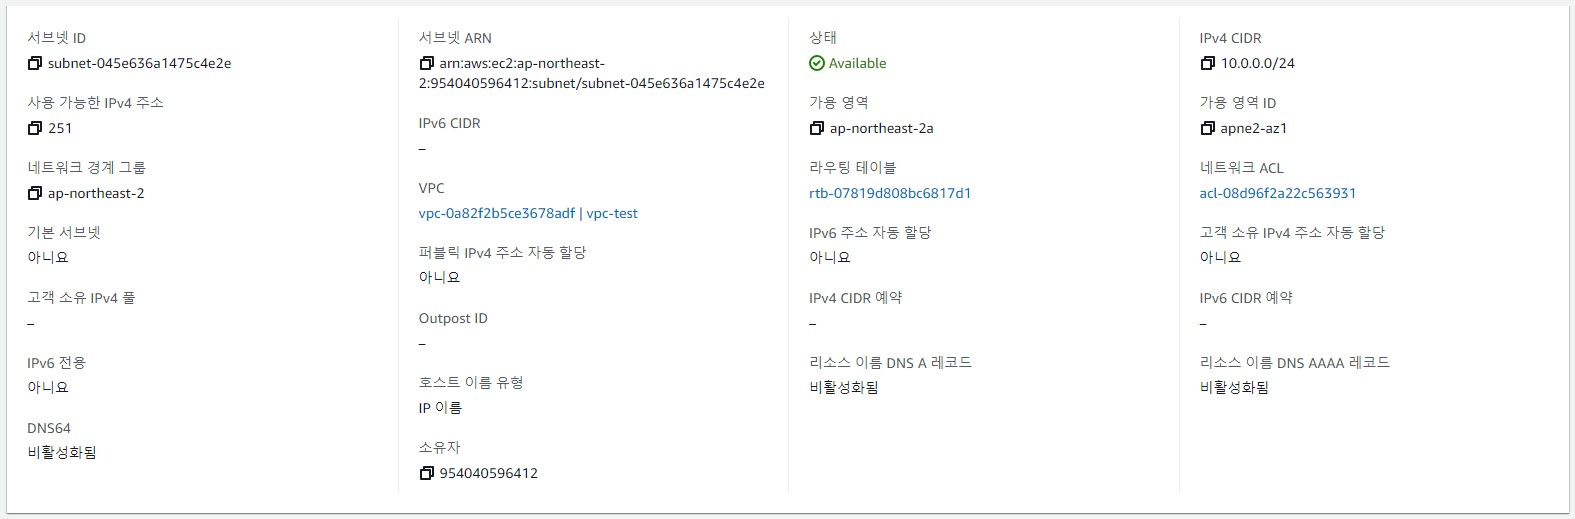 서브넷 ID
subnet-045e636a1475c4e2e
사용 가능한 IPv4 주소
251
네트워크 경계 그룹
ap-northeast-2
기본 서브넷
아니요
고객 소유 IPv4 풀
–
IPv6 전용
아니요
DNS64
비활성화됨
서브넷 ARN
arn:aws:ec2:ap-northeast-
2:954040596412:subnet/subnet-045e636a1475c4e2e
IPv6 CIDR
–
VPC
vpc-0a82f2b5ce3678adf | vpc-test
퍼블릭 IPv4 주소 자동 할당
아니요
Outpost ID
–
호스트 이름 유형
IP 이름
소유자
954040596412
상태
Available
가용 영역
ap-northeast-2a
라우팅 테이블
rtb-07819d808bc6817d1
IPv6 주소 자동 할당
아니요
IPv4 CIDR 예약
–
리소스 이름 DNS A 레코드
비활성화됨
IPv4 CIDR
10.0.0.0/24
가용 영역 ID
apne2-az1
네트워크 ACL
acl-08d96f2a22c563931
고객 소유 IPv4 주소 자동 할당
아니요
IPv6 CIDR 예약
–
리소스 이름 DNS AAAA 레코드
비활성화됨